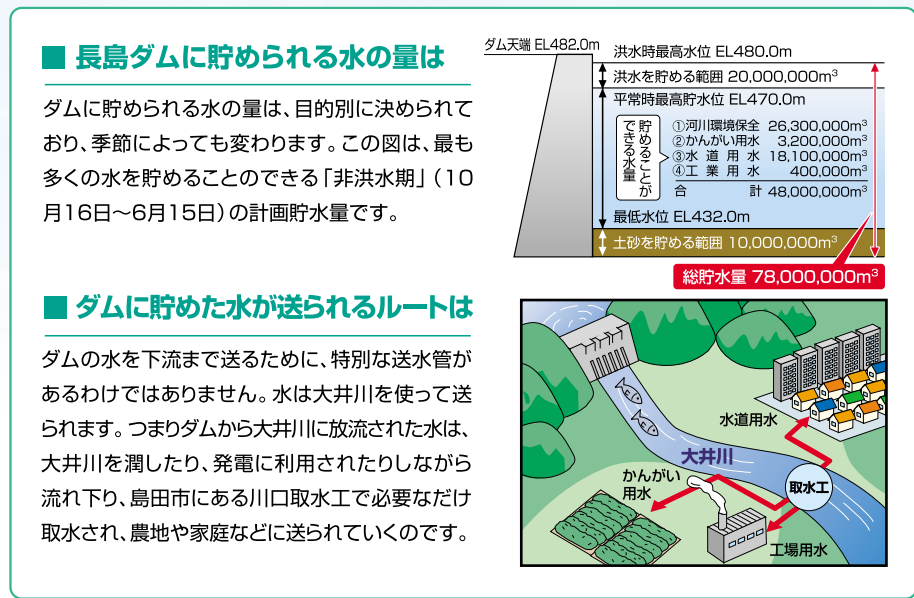 ■ 長島ダムに貯められる水の量は
ダムに貯められる水の量は、目的別に決められて
おり、季節によっても変わります。この図は、最も
多くの水を貯めることのできる「非洪水期」（10
月16日〜6月15日）の計画貯水量です。
ダム天端 EL482.0m
洪水時最高水位 EL480.0m
洪水を貯める範囲 20,000,000m³
平常時最高貯水位 EL470.0m
貯めることが
できる水量
①河川環境保全 26,300,000m³
②かんがい用水 3,200,000m³
③水道用水 18,100,000m³
④工業用水 400,000m³
合計 48,000,000m³
最低水位 EL432.0m
土砂を貯める範囲 10,000,000m³
総貯水量 78,000,000m³
■ ダムに貯めた水が送られるルートは
ダムの水を下流まで送るために、特別な送水管が
あるわけではありません。水は大井川を使って送
られます。つまりダムから大井川に放流された水は、
大井川を潤したり、発電に利用されたりしながら
流れ下り、島田市にある川口取水工で必要なだけ
取水され、農地や家庭などに送られていくのです。
水道用水
大井川
かんがい
用水
取水工
工場用水